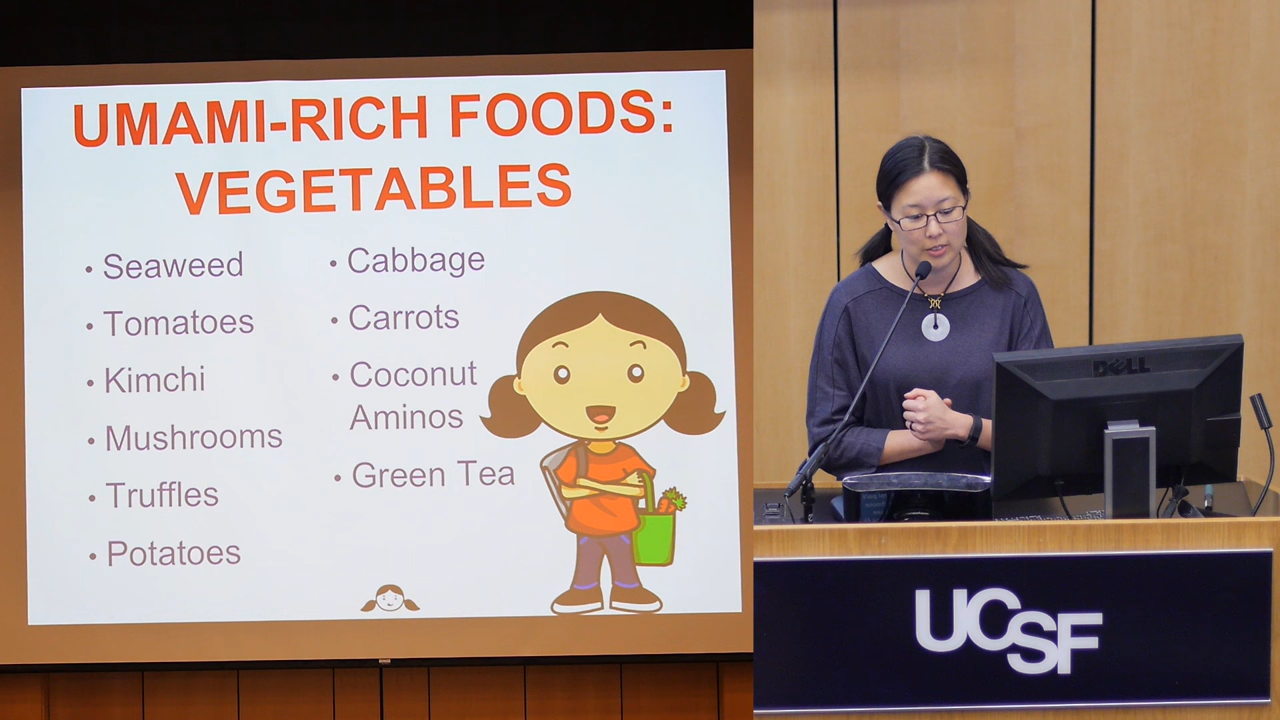 UMAMI-RICH FOODS:
VEGETABLES
• Seaweed
• Tomatoes
• Kimchi
• Mushrooms
• Truffles
• Potatoes
• Cabbage
• Carrots
• Coconut
Aminos
• Green Tea
DELL
UCSF